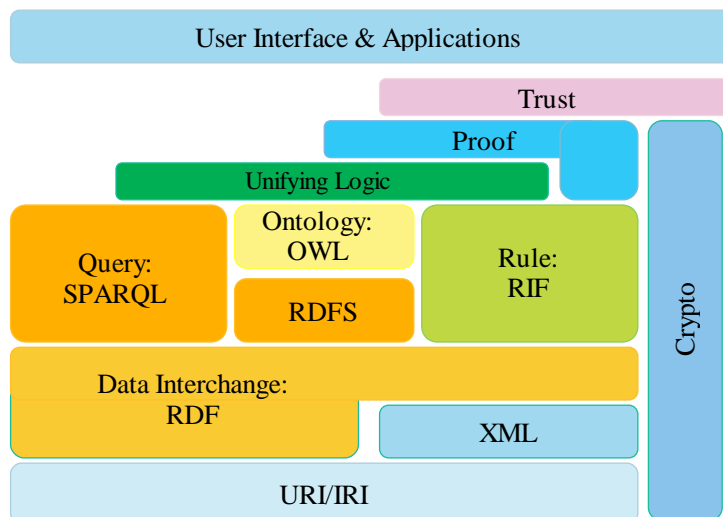 User Interface & Applications
Trust
Proof
Unifying Logic
Query:
SPARQL
Ontology:
OWL
RDFS
Rule:
RIF
Crypto
Data Interchange:
RDF
XML
URI/IRI